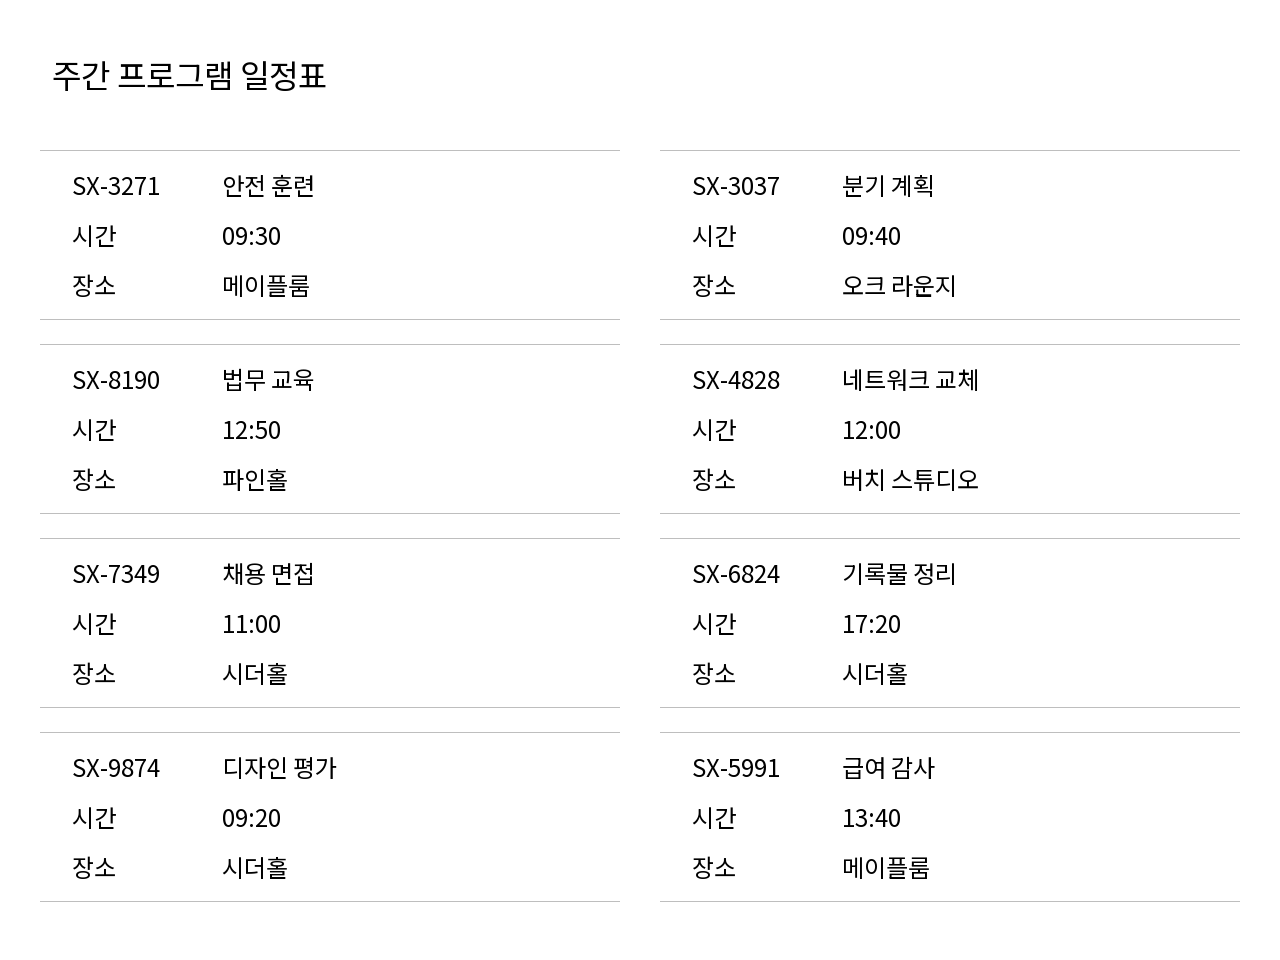 주간 프로그램 일정표
SX-3271 안전 훈련
시간 09:30
장소 메이플룸
SX-3037 분기 계획
시간 09:40
장소 오크 라운지
SX-8190 법무 교육
시간 12:50
장소 파인홀
SX-4828 네트워크 교체
시간 12:00
장소 버치 스튜디오
SX-7349 채용 면접
시간 11:00
장소 시더홀
SX-6824 기록물 정리
시간 17:20
장소 시더홀
SX-9874 디자인 평가
시간 09:20
장소 시더홀
SX-5991 급여 감사
시간 13:40
장소 메이플룸